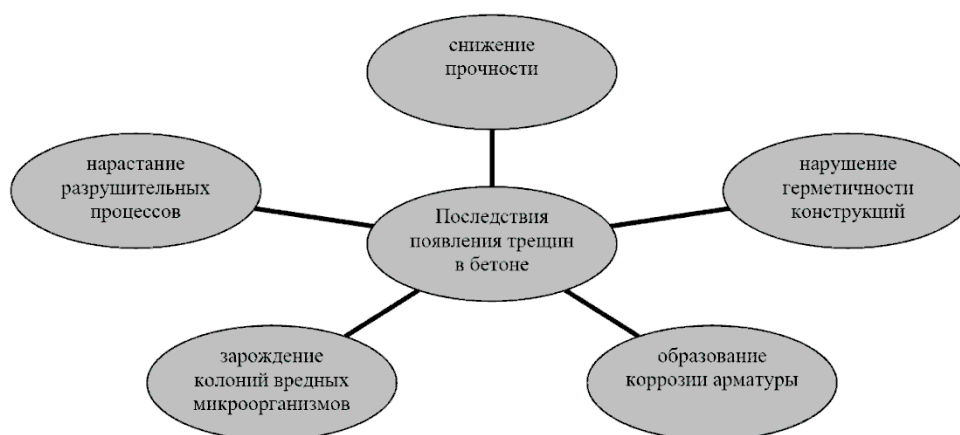 снижение
прочности
нарастание
разрушительных
процессов
нарушение
герметичности
конструкций
Последствия
появления трещин
в бетоне
зарождение
колоний вредных
микроорганизмов
образование
коррозии арматуры